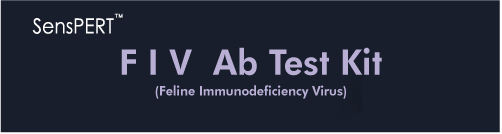 SensPERT™
F I V Ab Test Kit
(Feline Immunodeficiency Virus)